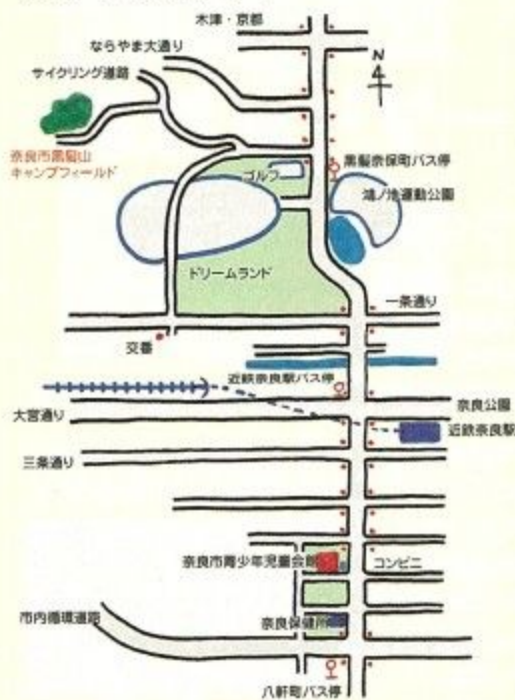 木津・京都
ならやま大通り
サイクリング道路
N
奈良市黒髪山
キャンプフィールド
ゴルフ
黒髪奈保町バス停
鴻ノ池運動公園
ドリームランド
一条通り
交番
近鉄奈良駅バス停
奈良公園
大宮通り
近鉄奈良駅
三条通り
奈良市青少年児童会館
コンビニ
市内循環道路
奈良保健所
八軒町バス停